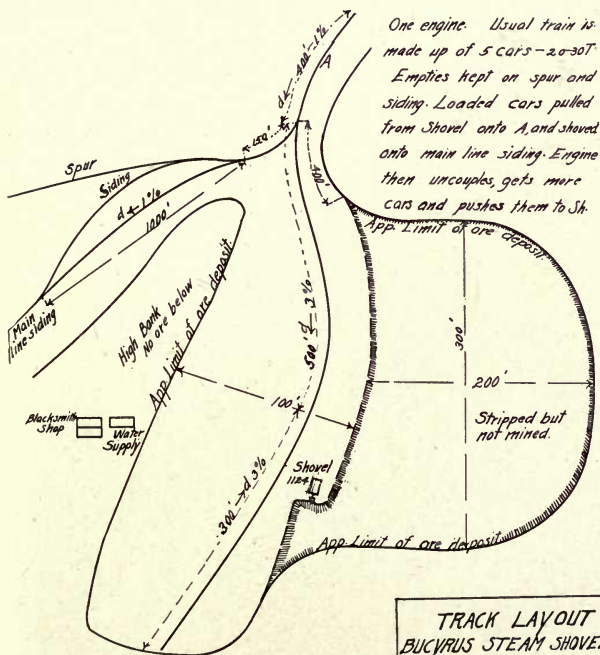 One engine. Usual train is
made up of 5 cars - 20-30T.
Empties kept on spur and
siding. Loaded cars pulled
from Shovel onto A, and shoved
onto main line siding. Engine
then uncouples, gets more
cars and pushes them to Sh.
A
d ← 400'-1%
150'
400'
Spur
Siding
d ← 1%
1000'
Main
line siding
High Bank
No ore below
App. Limit of ore deposit.
App. Limit of ore deposit.
500' d - 3%
300'
200'
100'
Stripped but
not mined.
Blacksmith
Shop
Water
Supply
Shovel
1124
300' → d 3%
App. Limit of ore deposit
TRACK LAYOUT
BUCYRUS STEAM SHOVEL